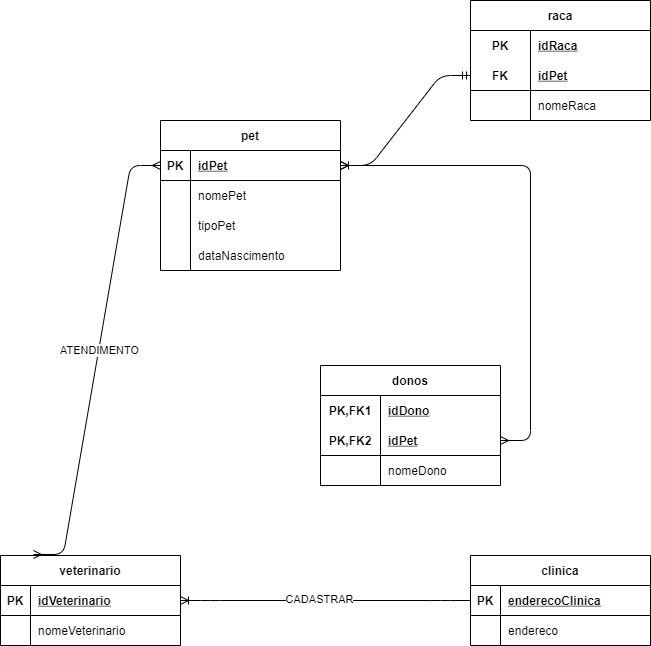 raca
PK idRaca
FK idPet
nomeRaca
pet
PK idPet
nomePet
tipoPet
dataNascimento
ATENDIMENTO
donos
PK,FK1 idDono
PK,FK2 idPet
nomeDono
veterinario
PK idVeterinario
nomeVeterinario
CADASTRAR
clinica
PK enderecoClinica
endereco